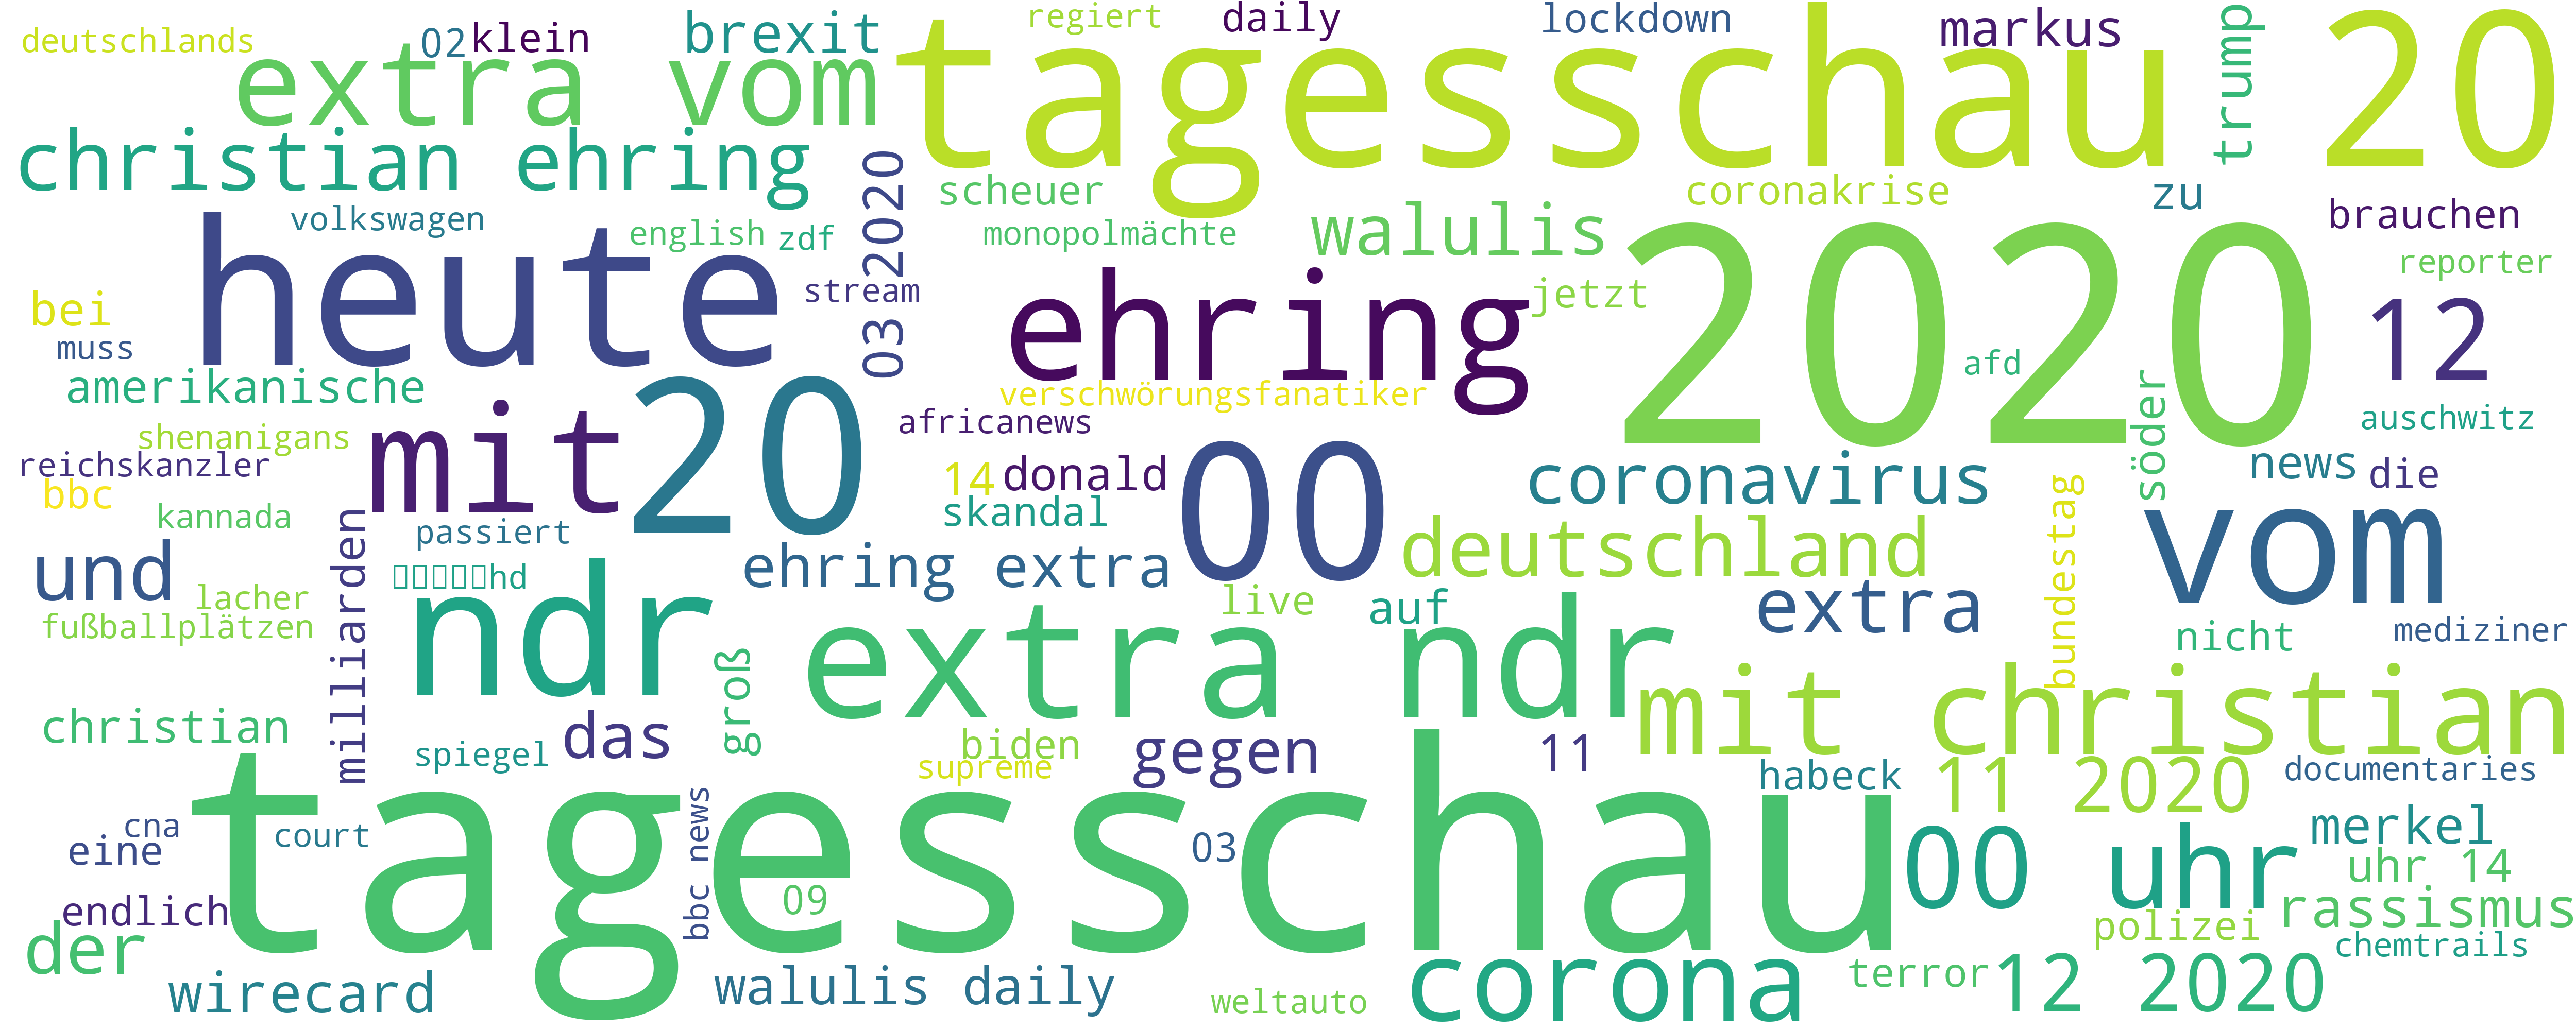 deutschlands
extra vom
02
klein
brexit
tagesschau 20
regiert
daily
lockdown
markus
trump
christian ehring
03 2020
scheuer
coronakrise
zu
volkswagen
english
zdf
monopolmächte
walulis
brauchen
heute
stream
ehring
jetzt
2020
reporter
bei
muss
12
afd
amerikanische
mit
20
verschwörungsfanatiker
africanews
söder
auschwitz
shenanigans
reichskanzler
bbc
kannada
14
donald
skandal
00
coronavirus
news
die
milliarden
passiert
und
hd
ndr
ehring extra
deutschland
bundestag
vom
lacher
fußballplätzen
live
auf
extra
extra ndr
nicht
mediziner
christian
groß
das
spiegel
biden
supreme
gegen
11
mit christian
habeck
11 2020
documentaries
tagesschau
cna
eine
court
bbc news
03
09
00 uhr
merkel
uhr 14
endlich
der
polizei
rassismus
chemtrails
wirecard
walulis daily
weltauto
corona
terror
12 2020